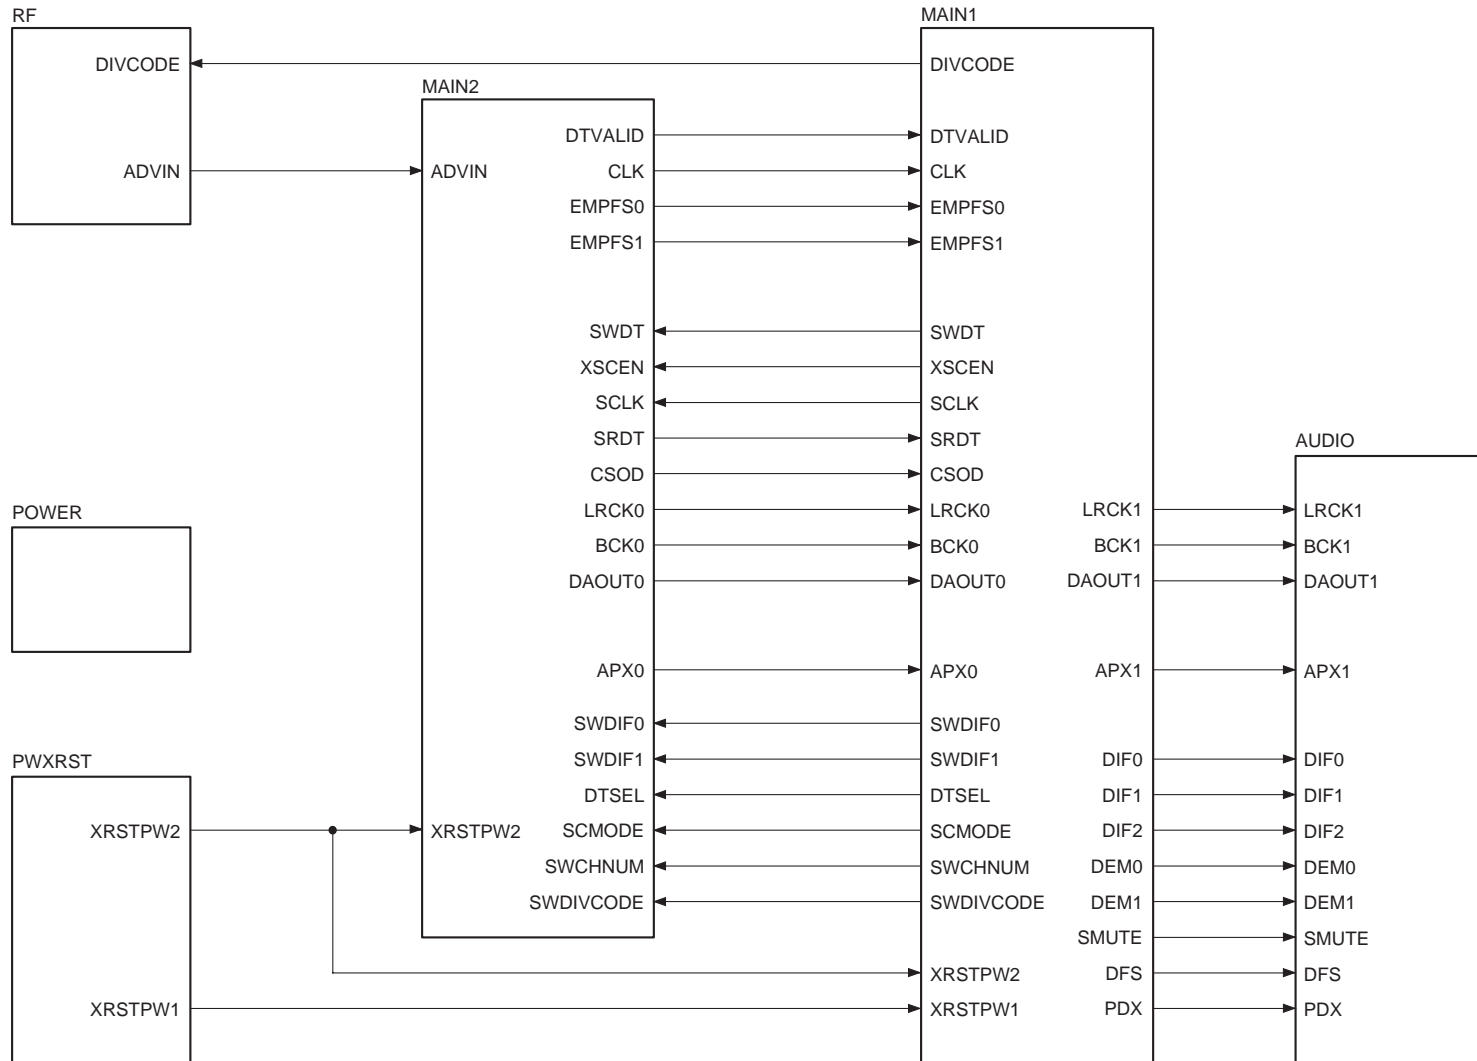 RF
MAIN1
DIVCODE
DIVCODE
MAIN2
DTVALID
DTVALID
ADVIN
ADVIN
CLK
CLK
EMPFS0
EMPFS0
EMPFS1
EMPFS1
SWDT
SWDT
XSCEN
XSCEN
SCLK
SCLK
SRDT
SRDT
AUDIO
CSOD
CSOD
POWER
LRCK0
LRCK0
LRCK1
LRCK1
BCK0
BCK0
BCK1
BCK1
DAOUT0
DAOUT0
DAOUT1
DAOUT1
APX0
APX0
APX1
APX1
SWDIF0
SWDIF0
PWXRST
SWDIF1
SWDIF1
DIF0
DIF0
DTSEL
DTSEL
DIF1
DIF1
XRSTPW2
XRSTPW2
SCMODE
SCMODE
DIF2
DIF2
SWCHNUM
SWCHNUM
DEM0
DEM0
SWDIVCODE
SWDIVCODE
DEM1
DEM1
SMUTE
SMUTE
XRSTPW2
DFS
DFS
XRSTPW1
XRSTPW1
PDX
PDX